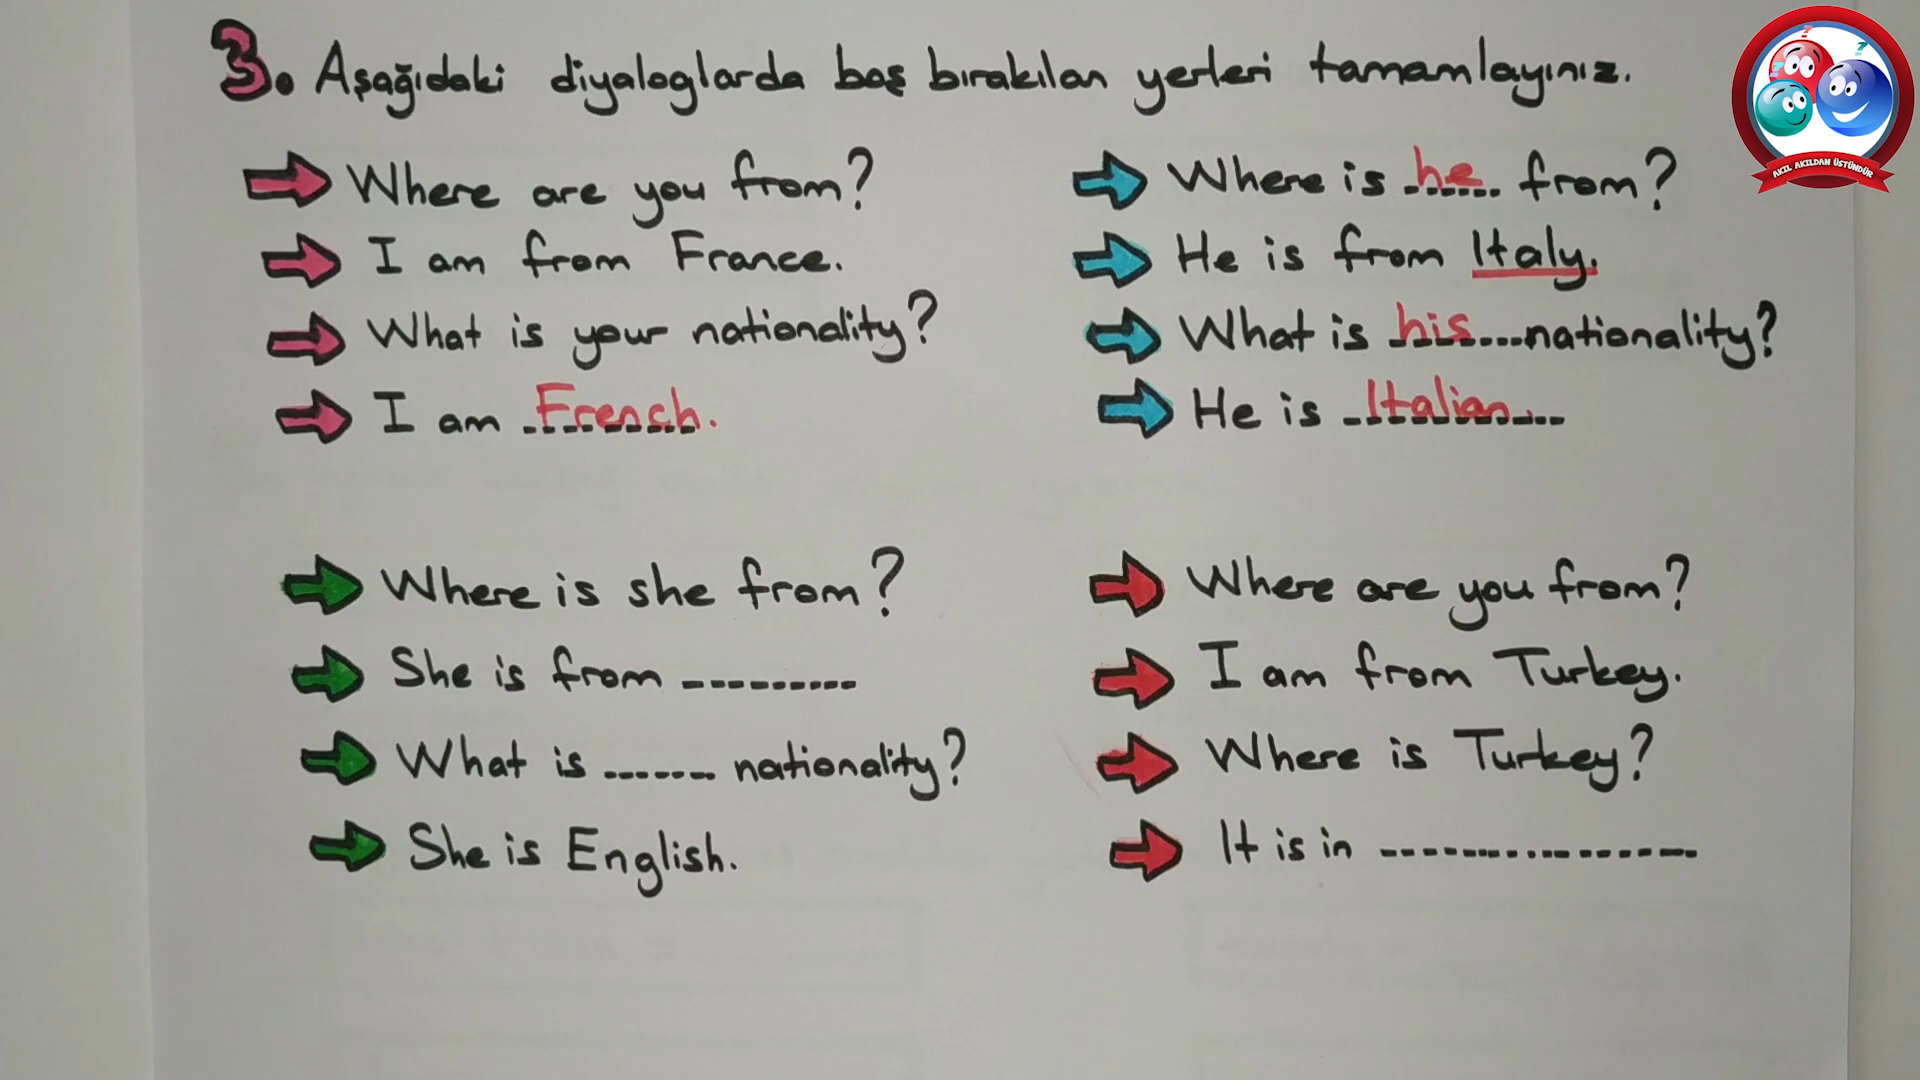 3. Aşağıdaki diyaloglarda boş bırakılan yerleri tamamlayınız.
Where are you from?
I am from France.
What is your nationality?
I am French.
Where is he from?
He is from Italy.
What is his nationality?
He is Italian.
Where is she from?
She is from ---------
What is ------- nationality?
She is English.
Where are you from?
I am from Turkey.
Where is Turkey?
It is in ----------------
AKIL AKILDAN ÜSTÜNDÜR